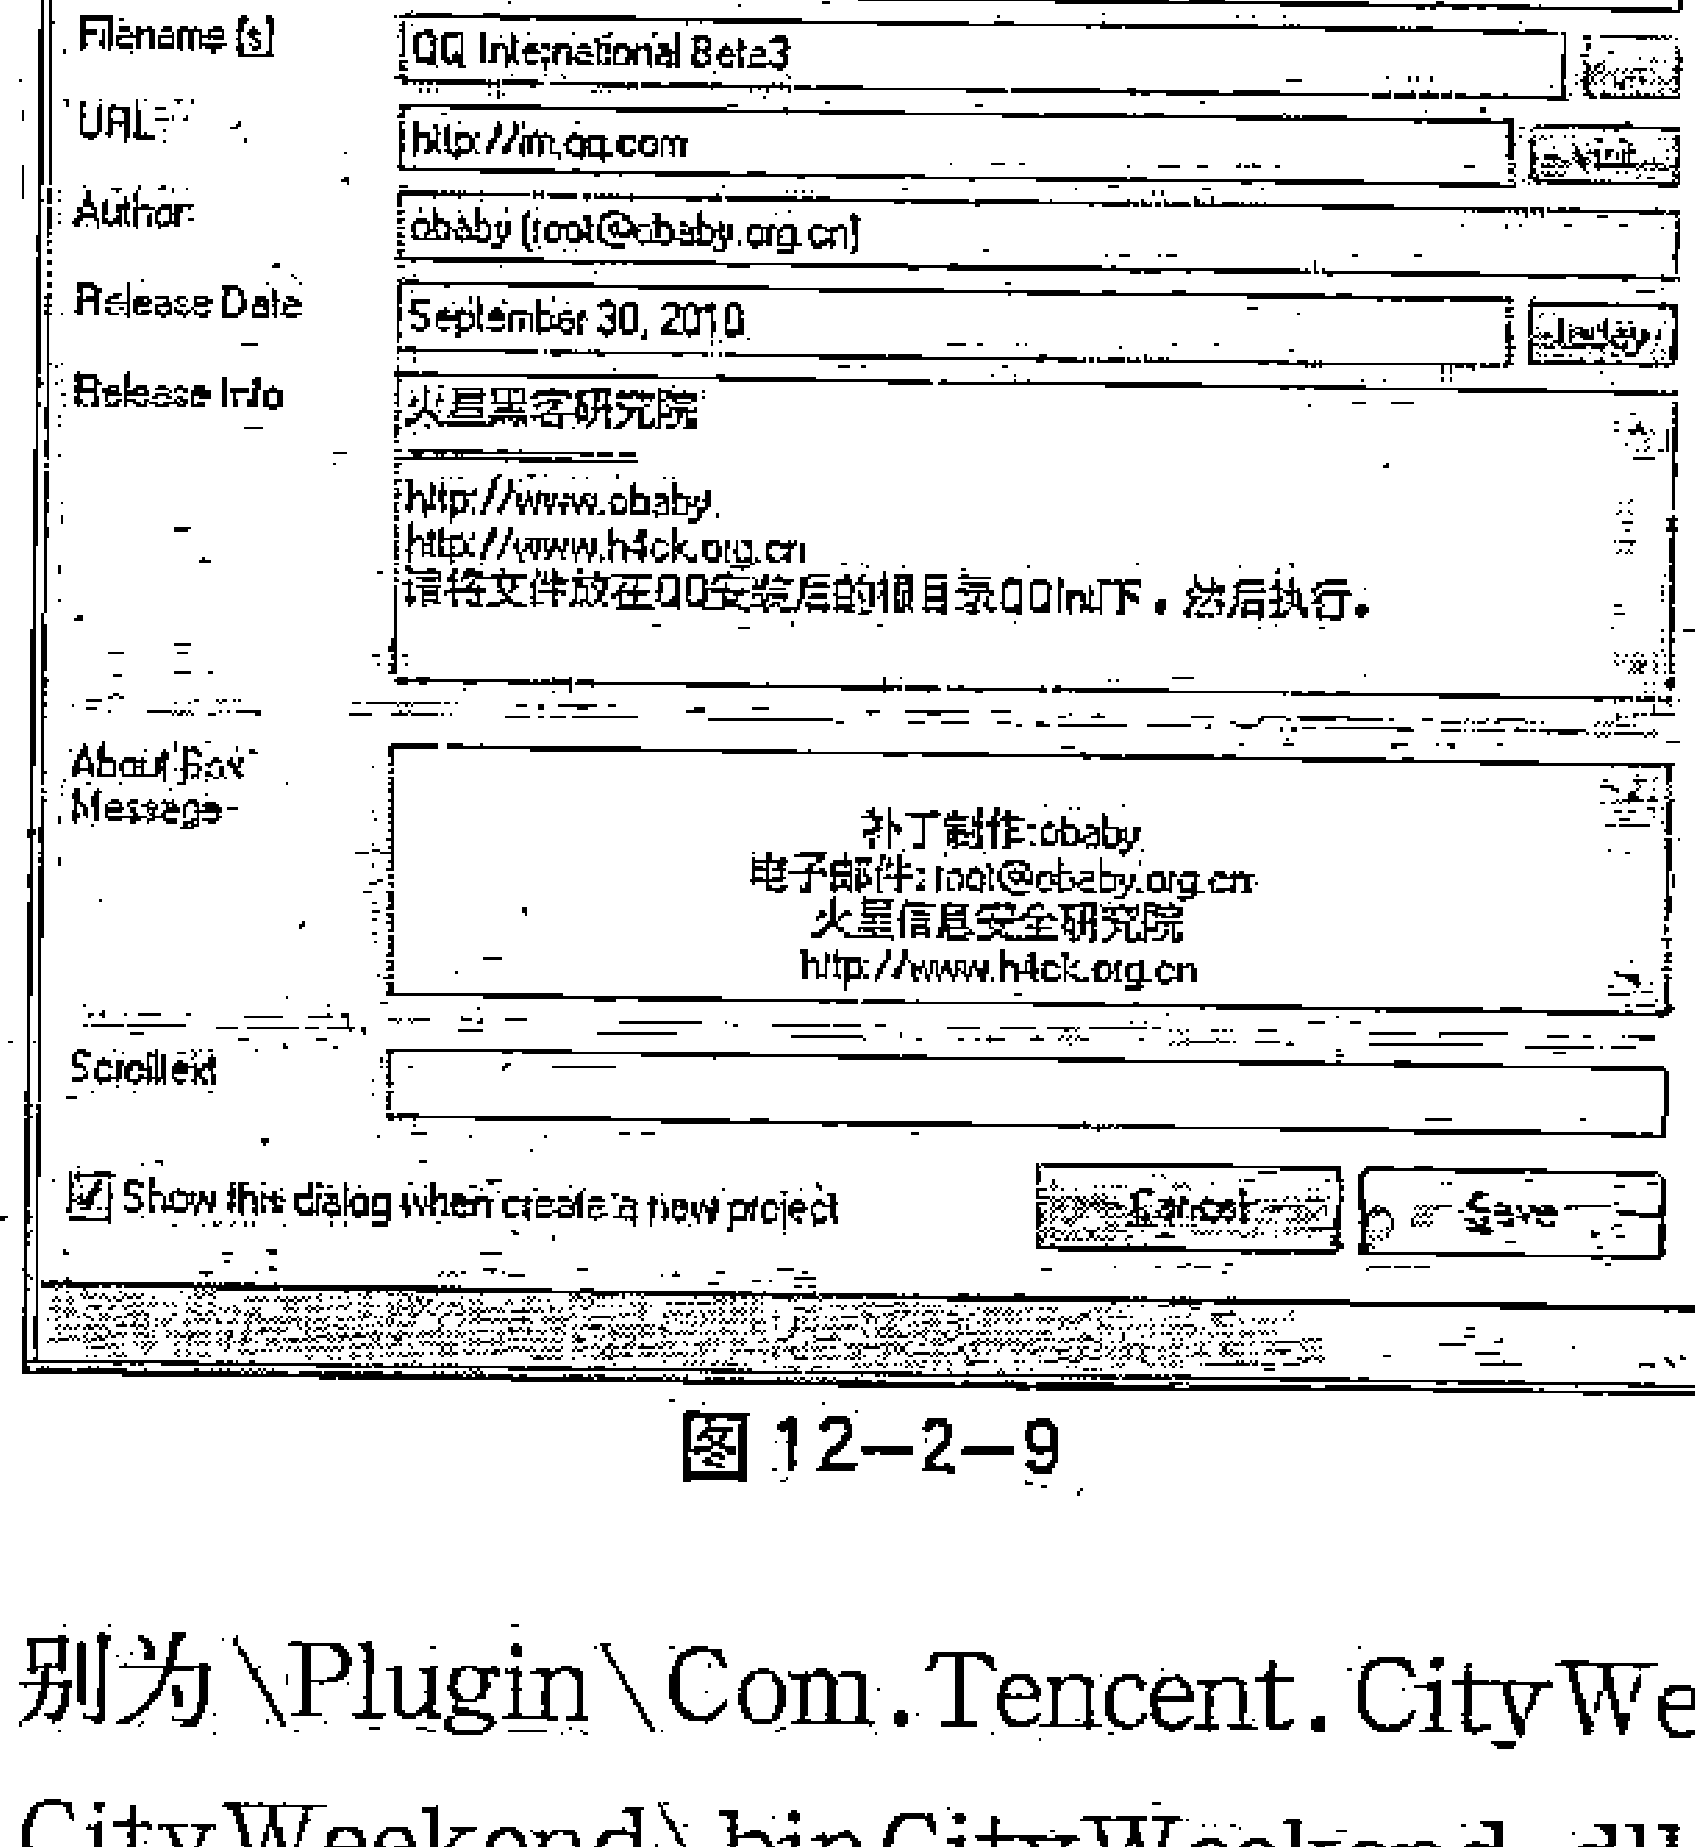 Filename (s)
QQ International Beta3
URL
http://im.qq.com
Visit
Author
obaby (root@obaby.org.cn)
Release Date
September 30, 2010
Today
Release Info
火星黑客研究院
http://www.obaby.
http://www.h4ck.org.cn
请将文件放在QQ安装后的根目录QQIntl下，然后执行。
About Box
Message
补丁制作:obaby
电子邮件:root@obaby.org.cn
火星信息安全研究院
http://www.h4ck.org.cn
Scrolltext
Show this dialog when create a new project
Cancel
Save
图 12-2-9
别为\Plugin\Com.Tencent.CityWe
CityWeekend\binCityWeekend.dll